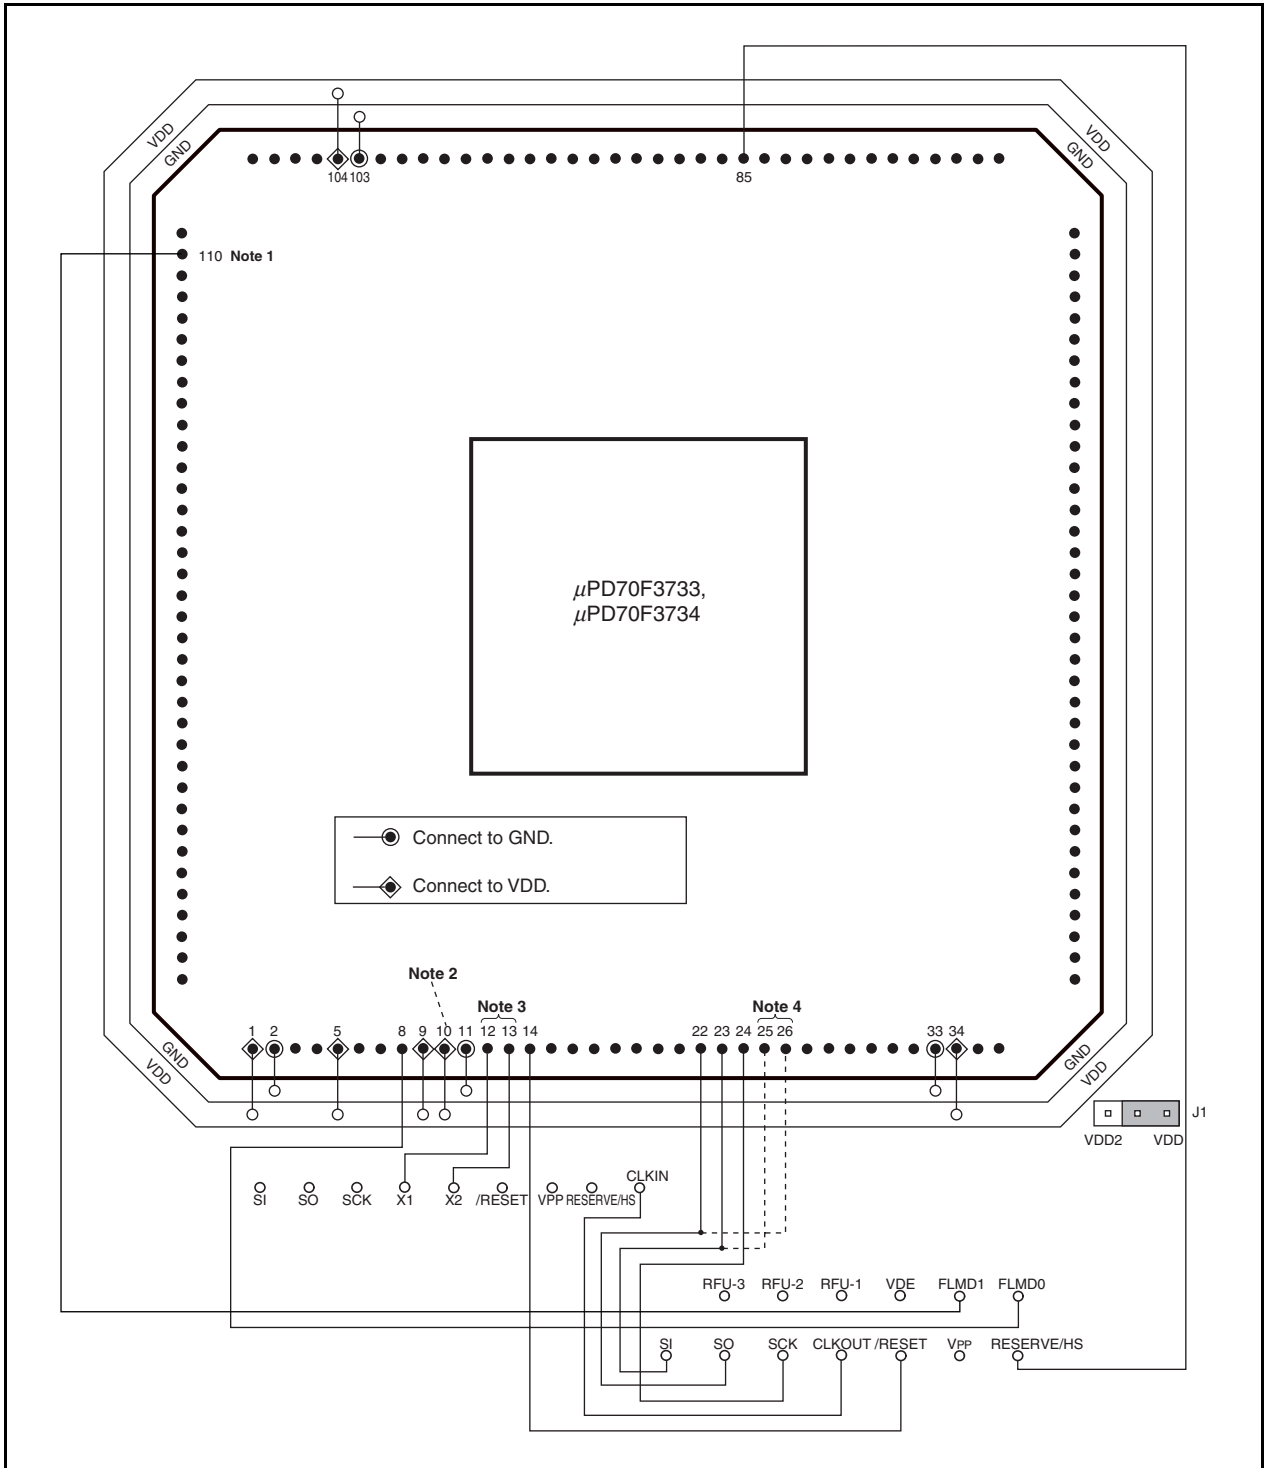 VDD
GND
VDD
GND
104 103
85
110 Note 1
μPD70F3733,
μPD70F3734
Connect to GND.
Connect to VDD.
Note 2
Note 3
Note 4
1 2 5 8 9 10 11 12 13 14 22 23 24 25 26 33 34
GND
VDD
GND
VDD
J1
VDD2 VDD
CLKIN
SI SO SCK X1 X2 /RESET VPP RESERVE/HS
RFU-3 RFU-2 RFU-1 VDE FLMD1 FLMD0
SI SO SCK CLKOUT /RESET VPP RESERVE/HS